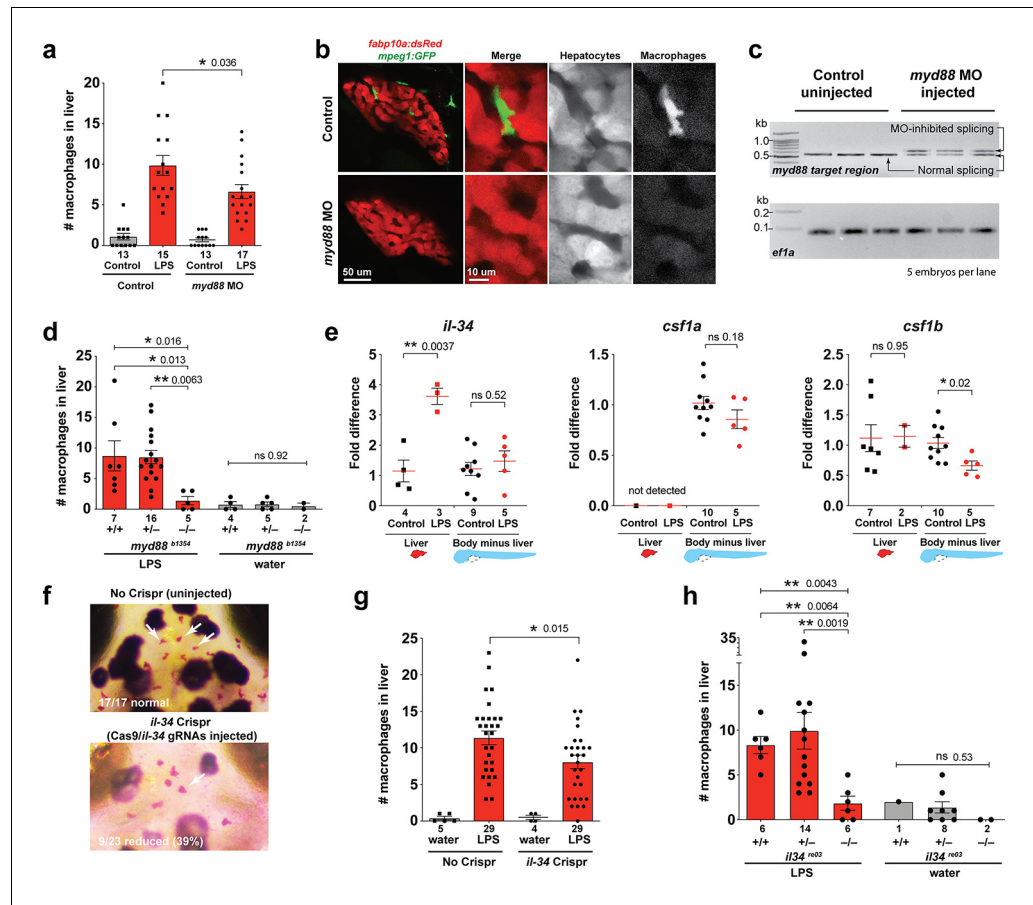 a
* 0.036
# macrophages in liver
20
15
10
5
0
13 15 13 17
Control LPS Control LPS
Control myd88 MO
b
fabp10a:dsRed
mpeg1:GFP
Merge Hepatocytes Macrophages
Control
myd88 MO
50 um
10 um
c
Control uninjected
myd88 MO injected
kb
1.0
0.5
MO-inhibited splicing
Normal splicing
myd88 target region
kb
0.2
0.1
ef1a
5 embryos per lane
d
* 0.016
* 0.013
** 0.0063
ns 0.92
# macrophages in liver
25
20
15
10
5
0
7 16 5 4 5 2
+/+ +/– –/– +/+ +/– –/–
myd88 b1354 myd88 b1354
LPS water
e
il-34
** 0.0037
ns 0.52
Fold difference
5
4
3
2
1
0
4 3 9 5
Control LPS Control LPS
Liver Body minus liver
csf1a
ns 0.18
Fold difference
1.5
1.0
0.5
0.0
not detected
10 5
Control LPS Control LPS
Liver Body minus liver
csf1b
ns 0.95
* 0.02
Fold difference
2.5
2.0
1.5
1.0
0.5
0.0
7 2 10 5
Control LPS Control LPS
Liver Body minus liver
f
No Crispr (uninjected)
17/17 normal
il-34 Crispr
(Cas9/il-34 gRNAs injected)
9/23 reduced (39%)
g
* 0.015
# macrophages in liver
25
20
15
10
5
0
5 29 4 29
water LPS water LPS
No Crispr il-34 Crispr
h
** 0.0043
** 0.0064
** 0.0019
ns 0.53
# macrophages in liver
35
15
10
5
0
6 14 6 1 8 2
+/+ +/– –/– +/+ +/– –/–
il34 re03 il34 re03
LPS water